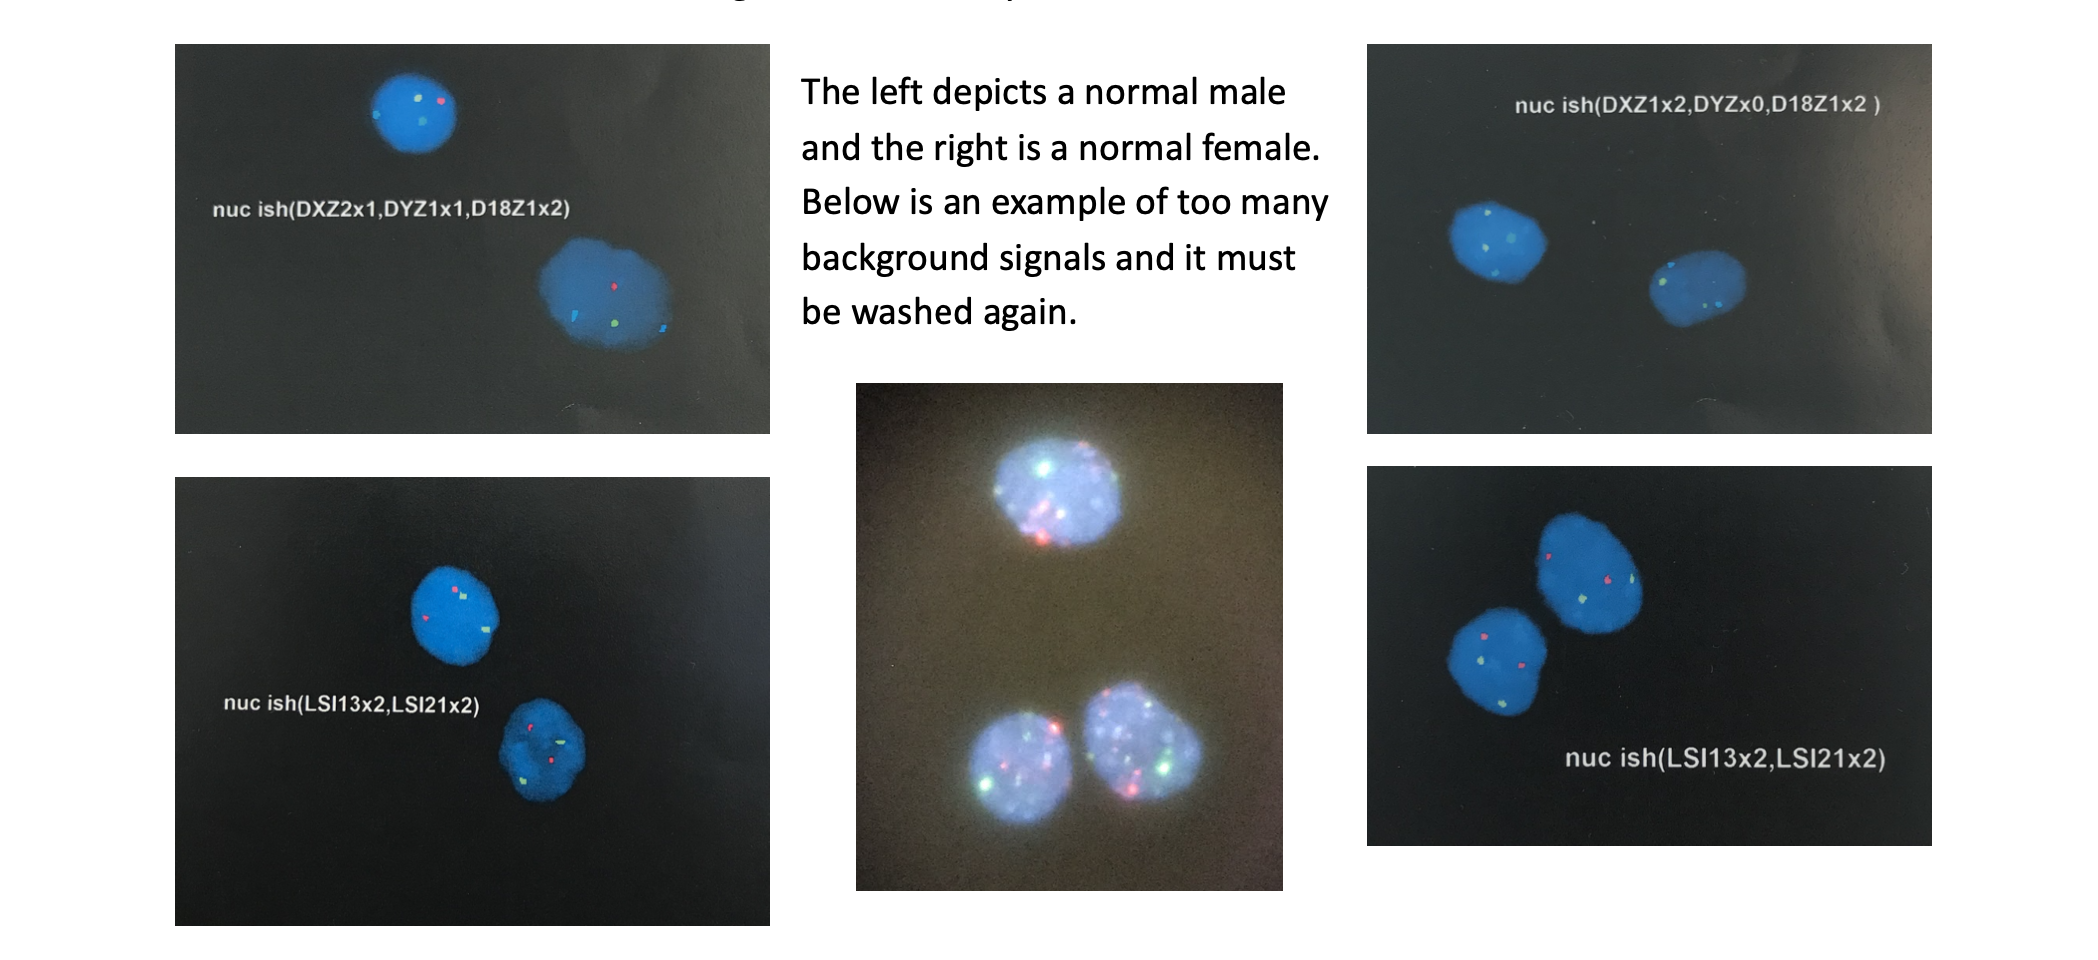 nuc ish(DXZ2x1,DYZ1x1,D18Z1x2)
The left depicts a normal male
and the right is a normal female.
Below is an example of too many
background signals and it must
be washed again.
nuc ish(DXZ1x2,DYZx0,D18Z1x2 )
nuc ish(LSI13x2,LSI21x2)
nuc ish(LSI13x2,LSI21x2)